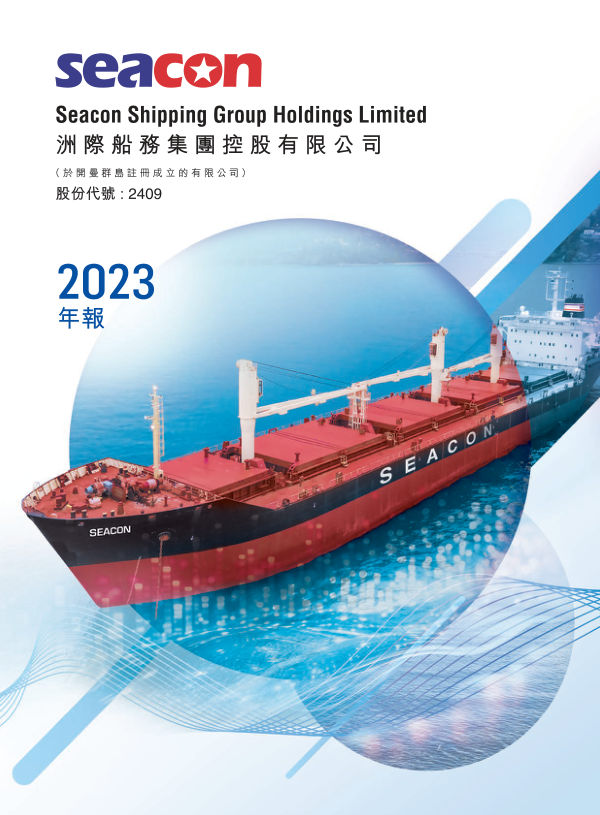 seacon
Seacon Shipping Group Holdings Limited
洲際船務集團控股有限公司
(於開曼群島註冊成立的有限公司)
股份代號 : 2409
2023
年報
SEACON
SEACON